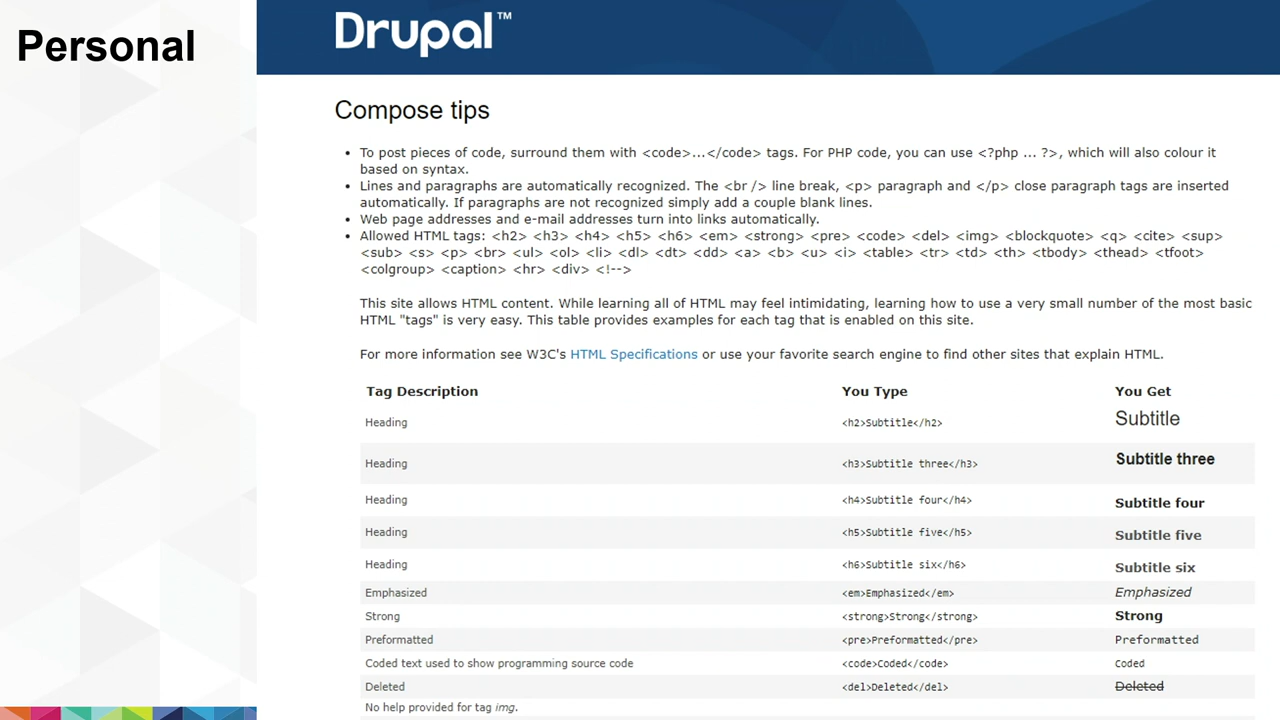 Personal
Drupal™
Compose tips
• To post pieces of code, surround them with <code>...</code> tags. For PHP code, you can use <?php ... ?>, which will also colour it
based on syntax.
• Lines and paragraphs are automatically recognized. The <br /> line break, <p> paragraph and </p> close paragraph tags are inserted
automatically. If paragraphs are not recognized simply add a couple blank lines.
• Web page addresses and e-mail addresses turn into links automatically.
• Allowed HTML tags: <h2> <h3> <h4> <h5> <h6> <em> <strong> <pre> <code> <del> <img> <blockquote> <q> <cite> <sup>
<sub> <s> <p> <br> <ul> <ol> <li> <dl> <dt> <dd> <a> <b> <u> <i> <table> <tr> <td> <th> <tbody> <thead> <tfoot>
<colgroup> <caption> <hr> <div> <!-->
This site allows HTML content. While learning all of HTML may feel intimidating, learning how to use a very small number of the most basic
HTML "tags" is very easy. This table provides examples for each tag that is enabled on this site.
For more information see W3C's HTML Specifications or use your favorite search engine to find other sites that explain HTML.
Tag Description You Type You Get
Heading <h2>Subtitle</h2> Subtitle
Heading <h3>Subtitle three</h3> Subtitle three
Heading <h4>Subtitle four</h4> Subtitle four
Heading <h5>Subtitle five</h5> Subtitle five
Heading <h6>Subtitle six</h6> Subtitle six
Emphasized <em>Emphasized</em> Emphasized
Strong <strong>Strong</strong> Strong
Preformatted <pre>Preformatted</pre> Preformatted
Coded text used to show programming source code <code>Coded</code> Coded
Deleted <del>Deleted</del> Deleted
No help provided for tag img.